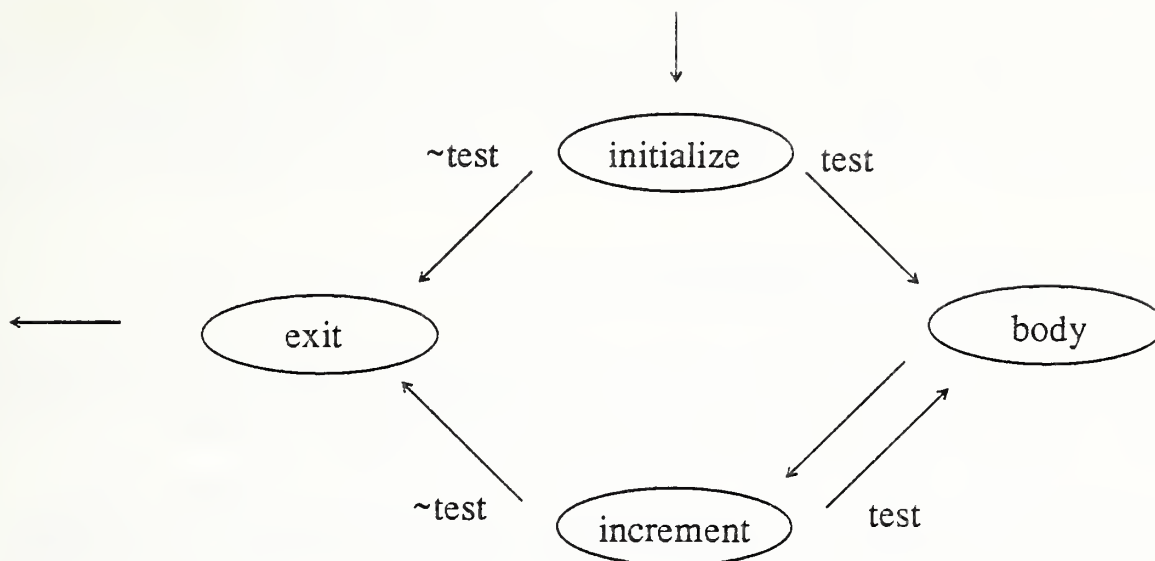 ~test
initialize
test
exit
body
~test
increment
test